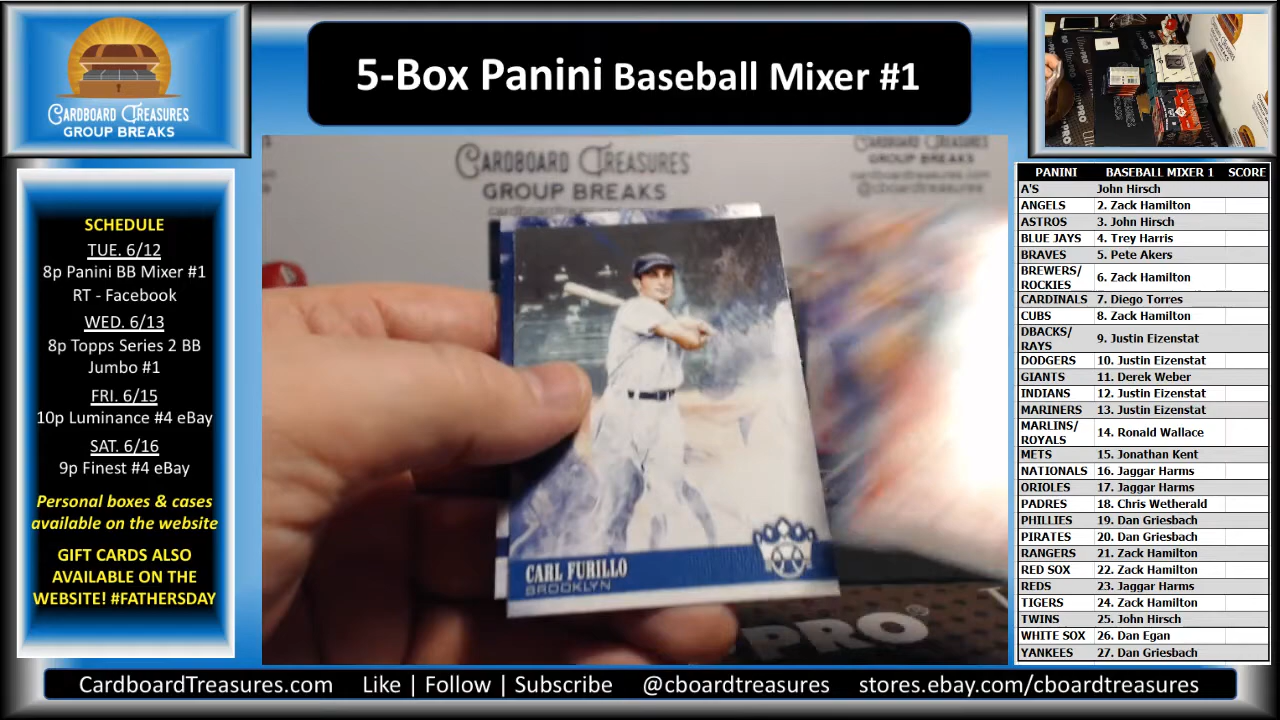 CARDBOARD TREASURES
GROUP BREAKS
5-Box Panini Baseball Mixer #1
SCHEDULE
TUE. 6/12
8p Panini BB Mixer #1
RT - Facebook
WED. 6/13
8p Topps Series 2 BB
Jumbo #1
FRI. 6/15
10p Luminance #4 eBay
SAT. 6/16
9p Finest #4 eBay
Personal boxes & cases
available on the website
GIFT CARDS ALSO
AVAILABLE ON THE
WEBSITE! #FATHERSDAY
CARDBOARD TREASURES
GROUP BREAKS
GROUP BREAKS
@cboardtreasures
CARL FURILLO
BROOKLYN
PRO
PANINI BASEBALL MIXER 1 SCORE
A'S John Hirsch
ANGELS 2. Zack Hamilton
ASTROS 3. John Hirsch
BLUE JAYS 4. Trey Harris
BRAVES 5. Pete Akers
BREWERS/
ROCKIES 6. Zack Hamilton
CARDINALS 7. Diego Torres
CUBS 8. Zack Hamilton
DBACKS/
RAYS 9. Justin Eizenstat
DODGERS 10. Justin Eizenstat
GIANTS 11. Derek Weber
INDIANS 12. Justin Eizenstat
MARINERS 13. Justin Eizenstat
MARLINS/
ROYALS 14. Ronald Wallace
METS 15. Jonathan Kent
NATIONALS 16. Jaggar Harms
ORIOLES 17. Jaggar Harms
PADRES 18. Chris Wetherald
PHILLIES 19. Dan Griesbach
PIRATES 20. Dan Griesbach
RANGERS 21. Zack Hamilton
RED SOX 22. Zack Hamilton
REDS 23. Jaggar Harms
TIGERS 24. Zack Hamilton
TWINS 25. John Hirsch
WHITE SOX 26. Dan Egan
YANKEES 27. Dan Griesbach
CardboardTreasures.com Like | Follow | Subscribe @cboardtreasures stores.ebay.com/cboardtreasures